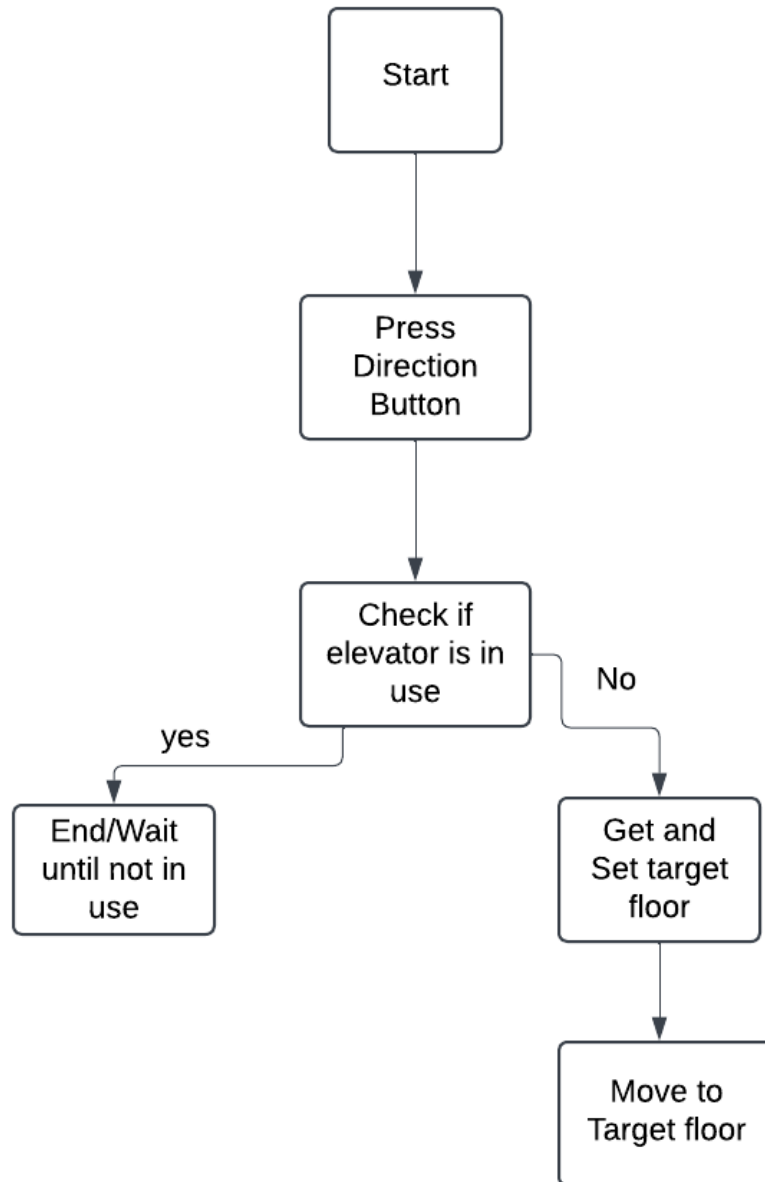 Start
Press
Direction
Button
Check if
elevator is in
use
No
yes
End/Wait
until not in
use
Get and
Set target
floor
Move to
Target floor